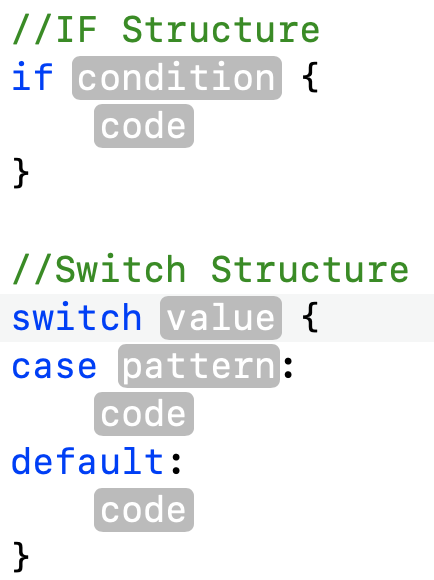 //IF Structure
if condition {
    code
}

//Switch Structure
switch value {
case pattern:
    code
default:
    code
}